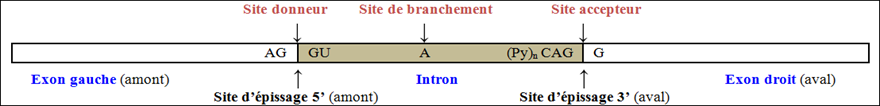 Site donneur Site de branchement Site accepteur
AG GU A (Py)n CAG G
Exon gauche (amont) Intron Exon droit (aval)
Site d’épissage 5’ (amont) Site d’épissage 3’ (aval)